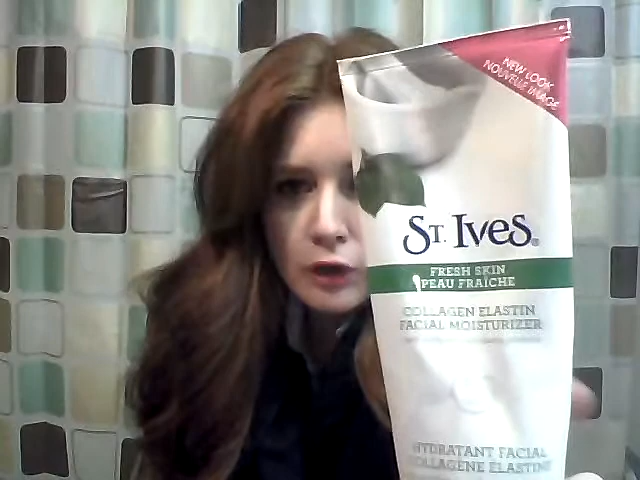 NEW LOOK
NOUVELLE IMAGE
ST. IVES
FRESH SKIN
PEAU FRAÎCHE
COLLAGEN ELASTIN
FACIAL MOISTURIZER
HYDRATANT FACIAL
COLLAGENE ELASTINE